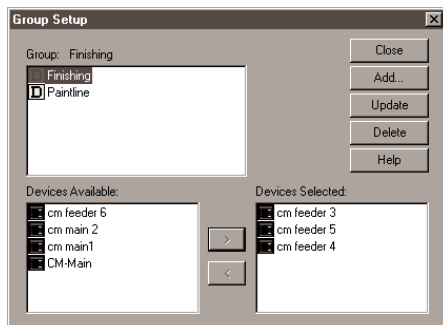 Group Setup
Group: Finishing
Finishing
D Paintline
Close
Add...
Update
Delete
Help
Devices Available:
cm feeder 6
cm main 2
cm main1
CM-Main
>
<
Devices Selected:
cm feeder 3
cm feeder 5
cm feeder 4